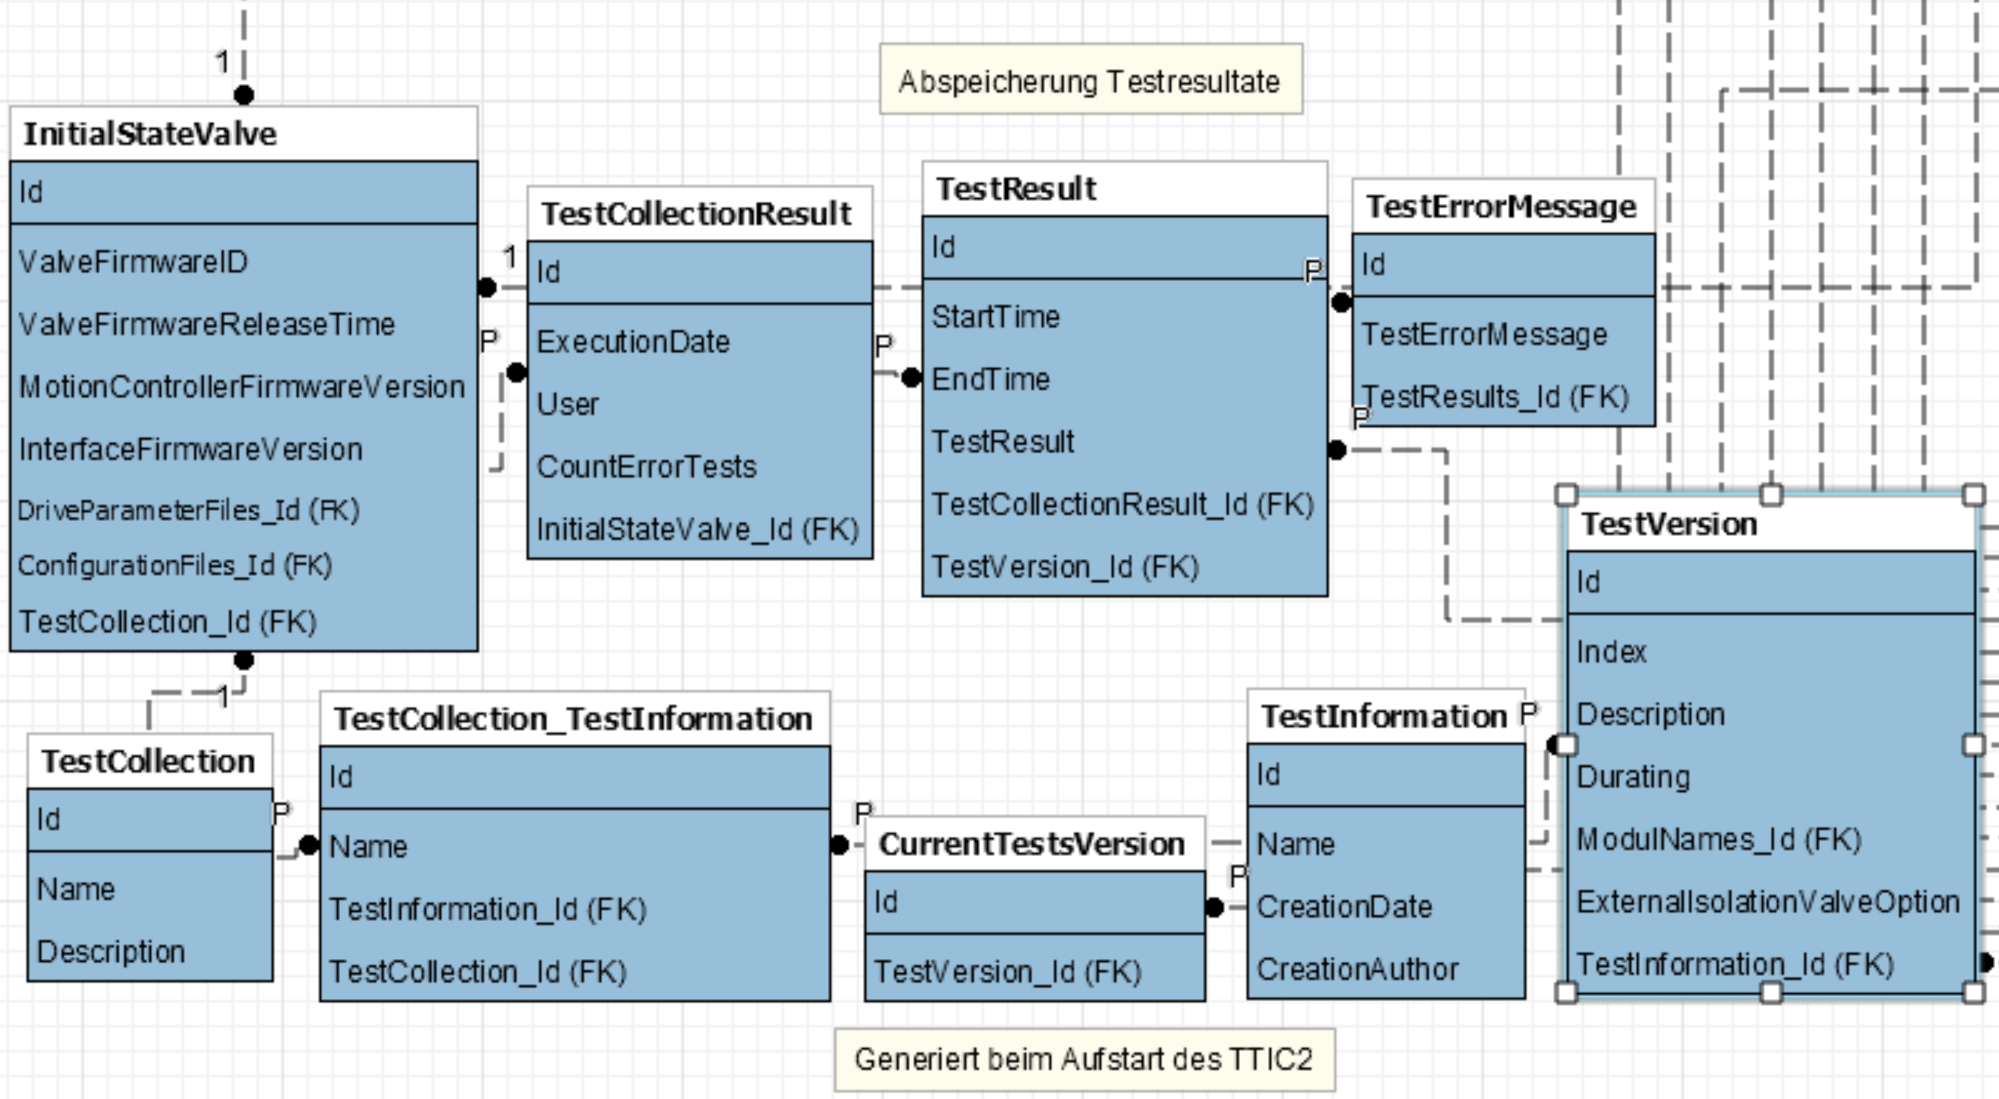 1
Abspeicherung Testresultate
InitialStateValve
Id
ValveFirmwareID
ValveFirmwareReleaseTime
MotionControllerFirmwareVersion
InterfaceFirmwareVersion
DriveParameterFiles_Id (FK)
ConfigurationFiles_Id (FK)
TestCollection_Id (FK)
1
P
TestCollectionResult
Id
ExecutionDate
User
CountErrorTests
InitialStateValve_Id (FK)
P
TestResult
Id
StartTime
EndTime
TestResult
TestCollectionResult_Id (FK)
TestVersion_Id (FK)
P
P
TestErrorMessage
Id
TestErrorMessage
TestResults_Id (FK)
TestVersion
Id
Index
Description
Durating
ModulNames_Id (FK)
ExternalIsolationValveOption
TestInformation_Id (FK)
1
TestCollection
Id
Name
Description
P
TestCollection_TestInformation
Id
Name
TestInformation_Id (FK)
TestCollection_Id (FK)
P
CurrentTestsVersion
Id
TestVersion_Id (FK)
P
TestInformation
Id
Name
CreationDate
CreationAuthor
P
Generiert beim Aufstart des TTIC2